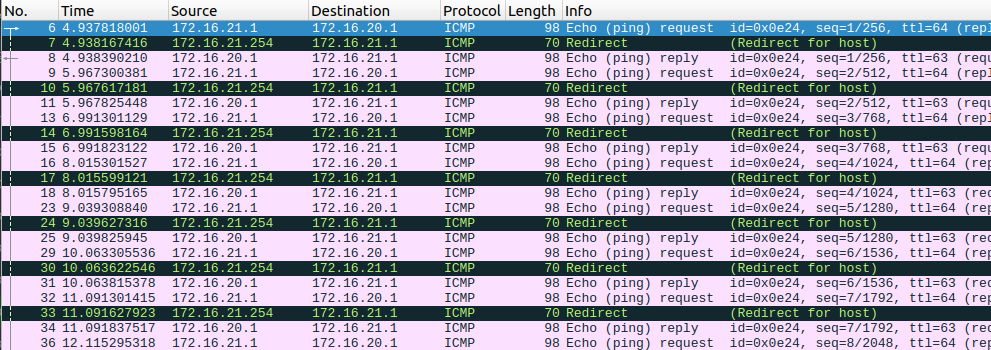 No. Time Source Destination Protocol Length Info
6 4.937818001 172.16.21.1 172.16.20.1 ICMP 98 Echo (ping) request id=0x0e24, seq=1/256, ttl=64 (repl
7 4.938167416 172.16.21.254 172.16.21.1 ICMP 70 Redirect (Redirect for host)
8 4.938390210 172.16.20.1 172.16.21.1 ICMP 98 Echo (ping) reply id=0x0e24, seq=1/256, ttl=63 (requ
9 5.967300381 172.16.21.1 172.16.20.1 ICMP 98 Echo (ping) request id=0x0e24, seq=2/512, ttl=64 (repl
10 5.967617181 172.16.21.254 172.16.21.1 ICMP 70 Redirect (Redirect for host)
11 5.967825448 172.16.20.1 172.16.21.1 ICMP 98 Echo (ping) reply id=0x0e24, seq=2/512, ttl=63 (requ
13 6.991301129 172.16.21.1 172.16.20.1 ICMP 98 Echo (ping) request id=0x0e24, seq=3/768, ttl=64 (repl
14 6.991598164 172.16.21.254 172.16.21.1 ICMP 70 Redirect (Redirect for host)
15 6.991823122 172.16.20.1 172.16.21.1 ICMP 98 Echo (ping) reply id=0x0e24, seq=3/768, ttl=63 (requ
16 8.015301527 172.16.21.1 172.16.20.1 ICMP 98 Echo (ping) request id=0x0e24, seq=4/1024, ttl=64 (rep
17 8.015599121 172.16.21.254 172.16.21.1 ICMP 70 Redirect (Redirect for host)
18 8.015795165 172.16.20.1 172.16.21.1 ICMP 98 Echo (ping) reply id=0x0e24, seq=4/1024, ttl=63 (req
23 9.039308840 172.16.21.1 172.16.20.1 ICMP 98 Echo (ping) request id=0x0e24, seq=5/1280, ttl=64 (rep
24 9.039627316 172.16.21.254 172.16.21.1 ICMP 70 Redirect (Redirect for host)
25 9.039825945 172.16.20.1 172.16.21.1 ICMP 98 Echo (ping) reply id=0x0e24, seq=5/1280, ttl=63 (req
29 10.063305536 172.16.21.1 172.16.20.1 ICMP 98 Echo (ping) request id=0x0e24, seq=6/1536, ttl=64 (rep
30 10.063622546 172.16.21.254 172.16.21.1 ICMP 70 Redirect (Redirect for host)
31 10.063815378 172.16.20.1 172.16.21.1 ICMP 98 Echo (ping) reply id=0x0e24, seq=6/1536, ttl=63 (req
32 11.091301415 172.16.21.1 172.16.20.1 ICMP 98 Echo (ping) request id=0x0e24, seq=7/1792, ttl=64 (rep
33 11.091627923 172.16.21.254 172.16.21.1 ICMP 70 Redirect (Redirect for host)
34 11.091837517 172.16.20.1 172.16.21.1 ICMP 98 Echo (ping) reply id=0x0e24, seq=7/1792, ttl=63 (req
36 12.115295318 172.16.21.1 172.16.20.1 ICMP 98 Echo (ping) request id=0x0e24, seq=8/2048, ttl=64 (rep